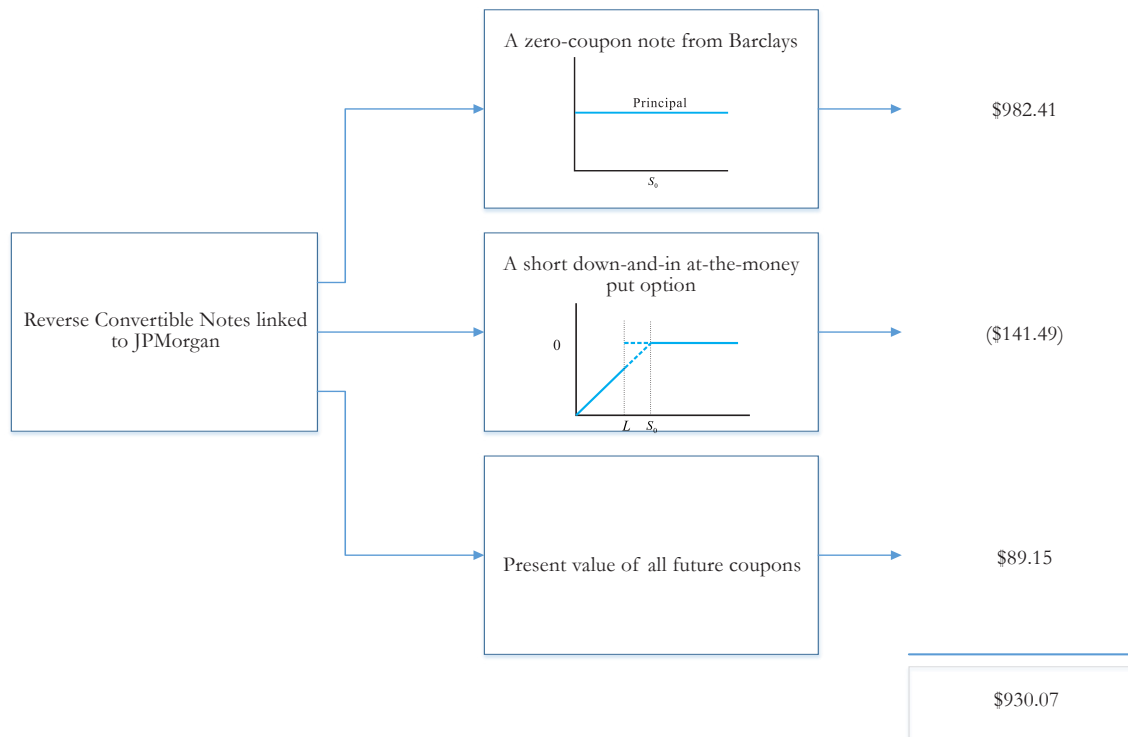 A zero-coupon note from Barclays
Principal
S₀
$982.41
Reverse Convertible Notes linked
to JPMorgan
A short down-and-in at-the-money
put option
0
L S₀
($141.49)
Present value of all future coupons
$89.15
$930.07